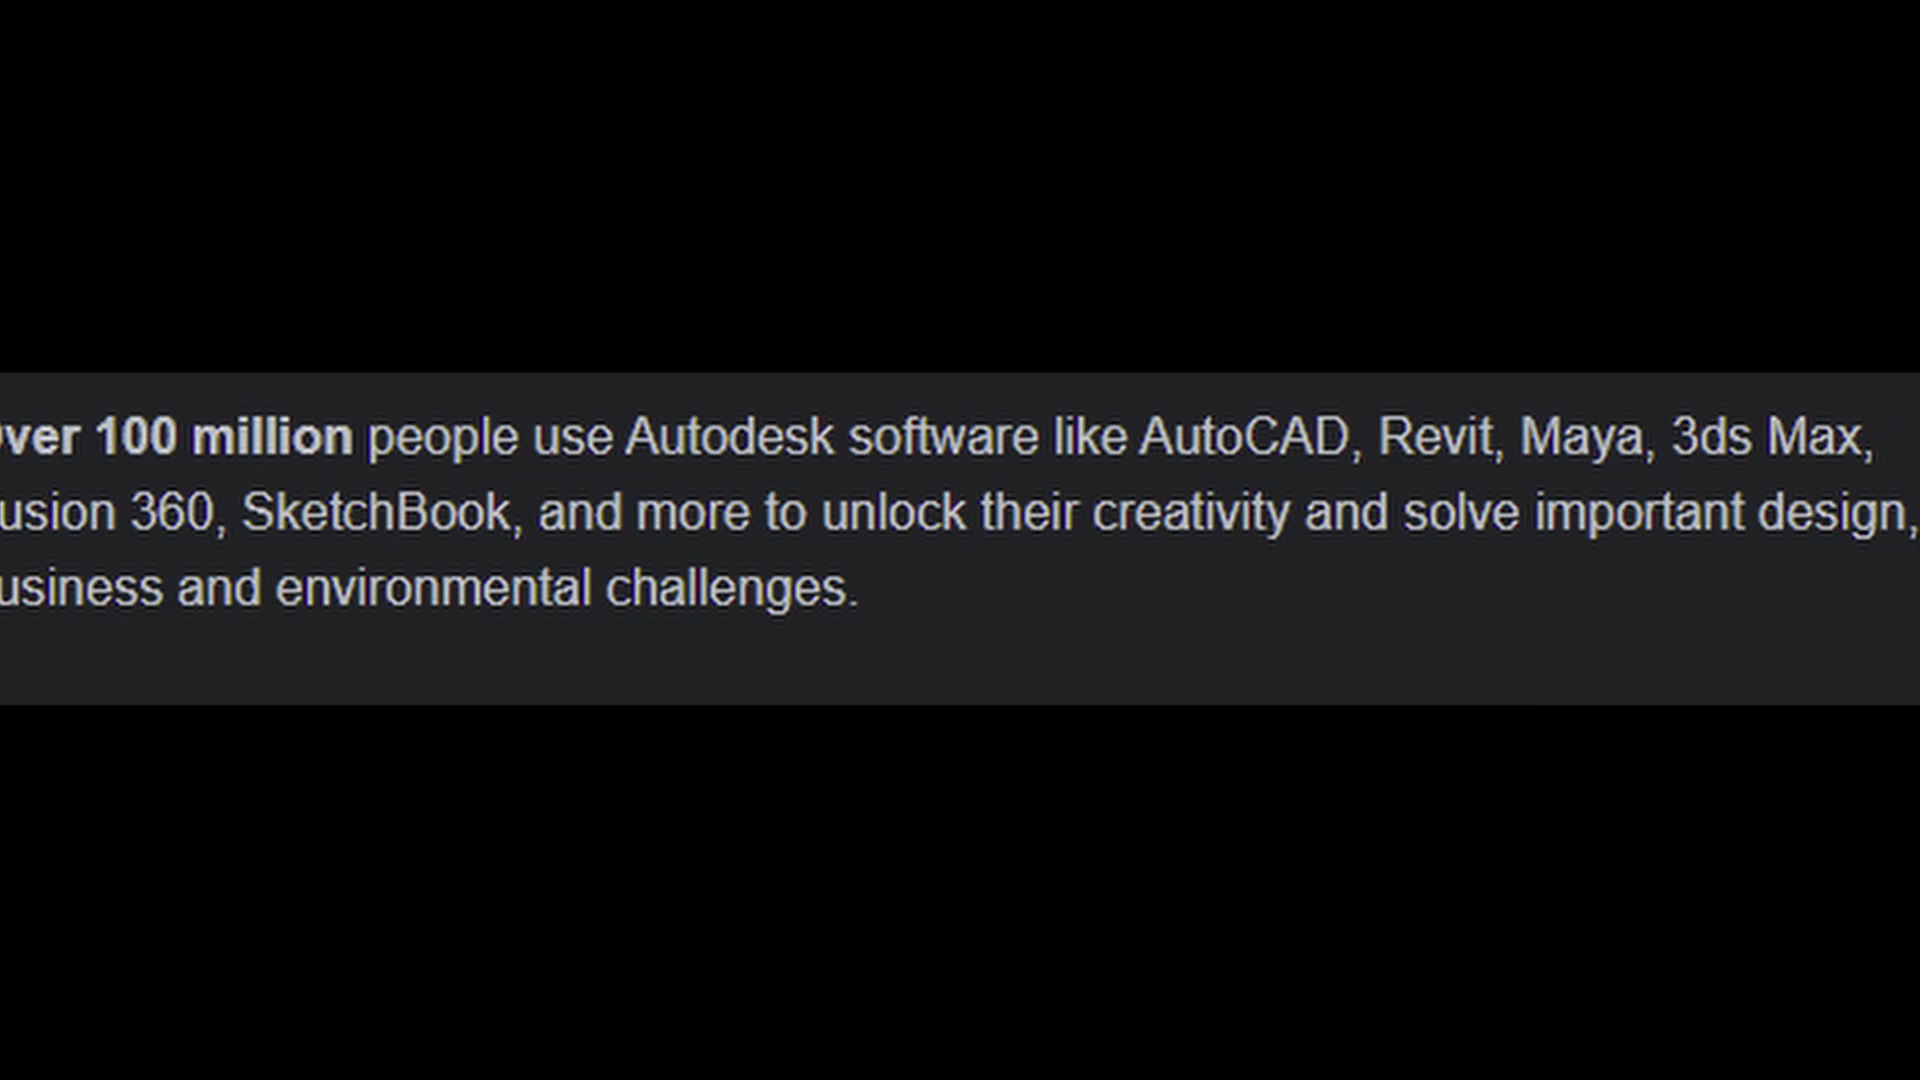 Over 100 million people use Autodesk software like AutoCAD, Revit, Maya, 3ds Max,
usion 360, SketchBook, and more to unlock their creativity and solve important design,
usiness and environmental challenges.